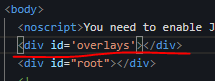 <body>
<noscript>You need to enable J
<div id='overlays'></div>
<div id="root"></div>